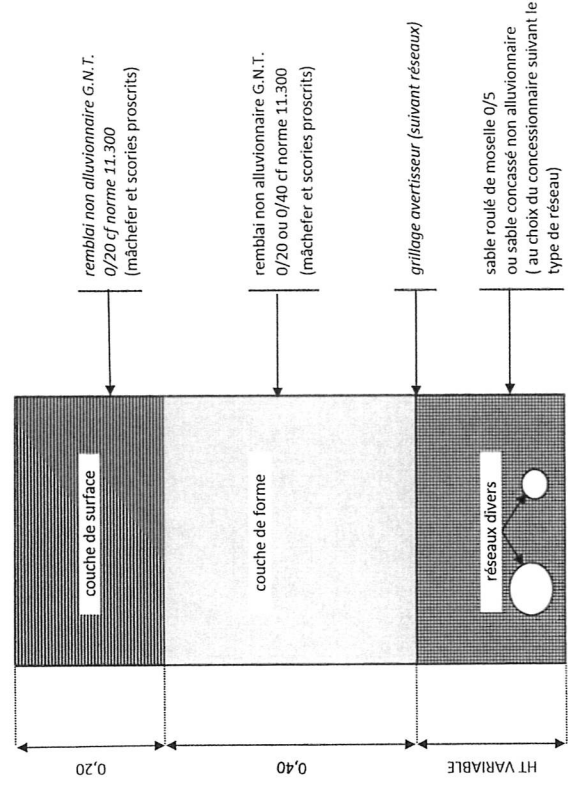 remblai non alluvionnaire G.N.T.
0/20 cf norme 11.300
(mâchefer et scories proscrits)
remblai non alluvionnaire G.N.T.
0/20 ou 0/40 cf norme 11.300
(mâchefer et scories proscrits)
grillage avertisseur (suivant réseaux)
sable roulé de moselle 0/5
ou sable concassé non alluvionnaire
( au choix du concessionnaire suivant le
type de réseau)
couche de surface
couche de forme
réseaux divers
0,20
0,40
HT VARIABLE